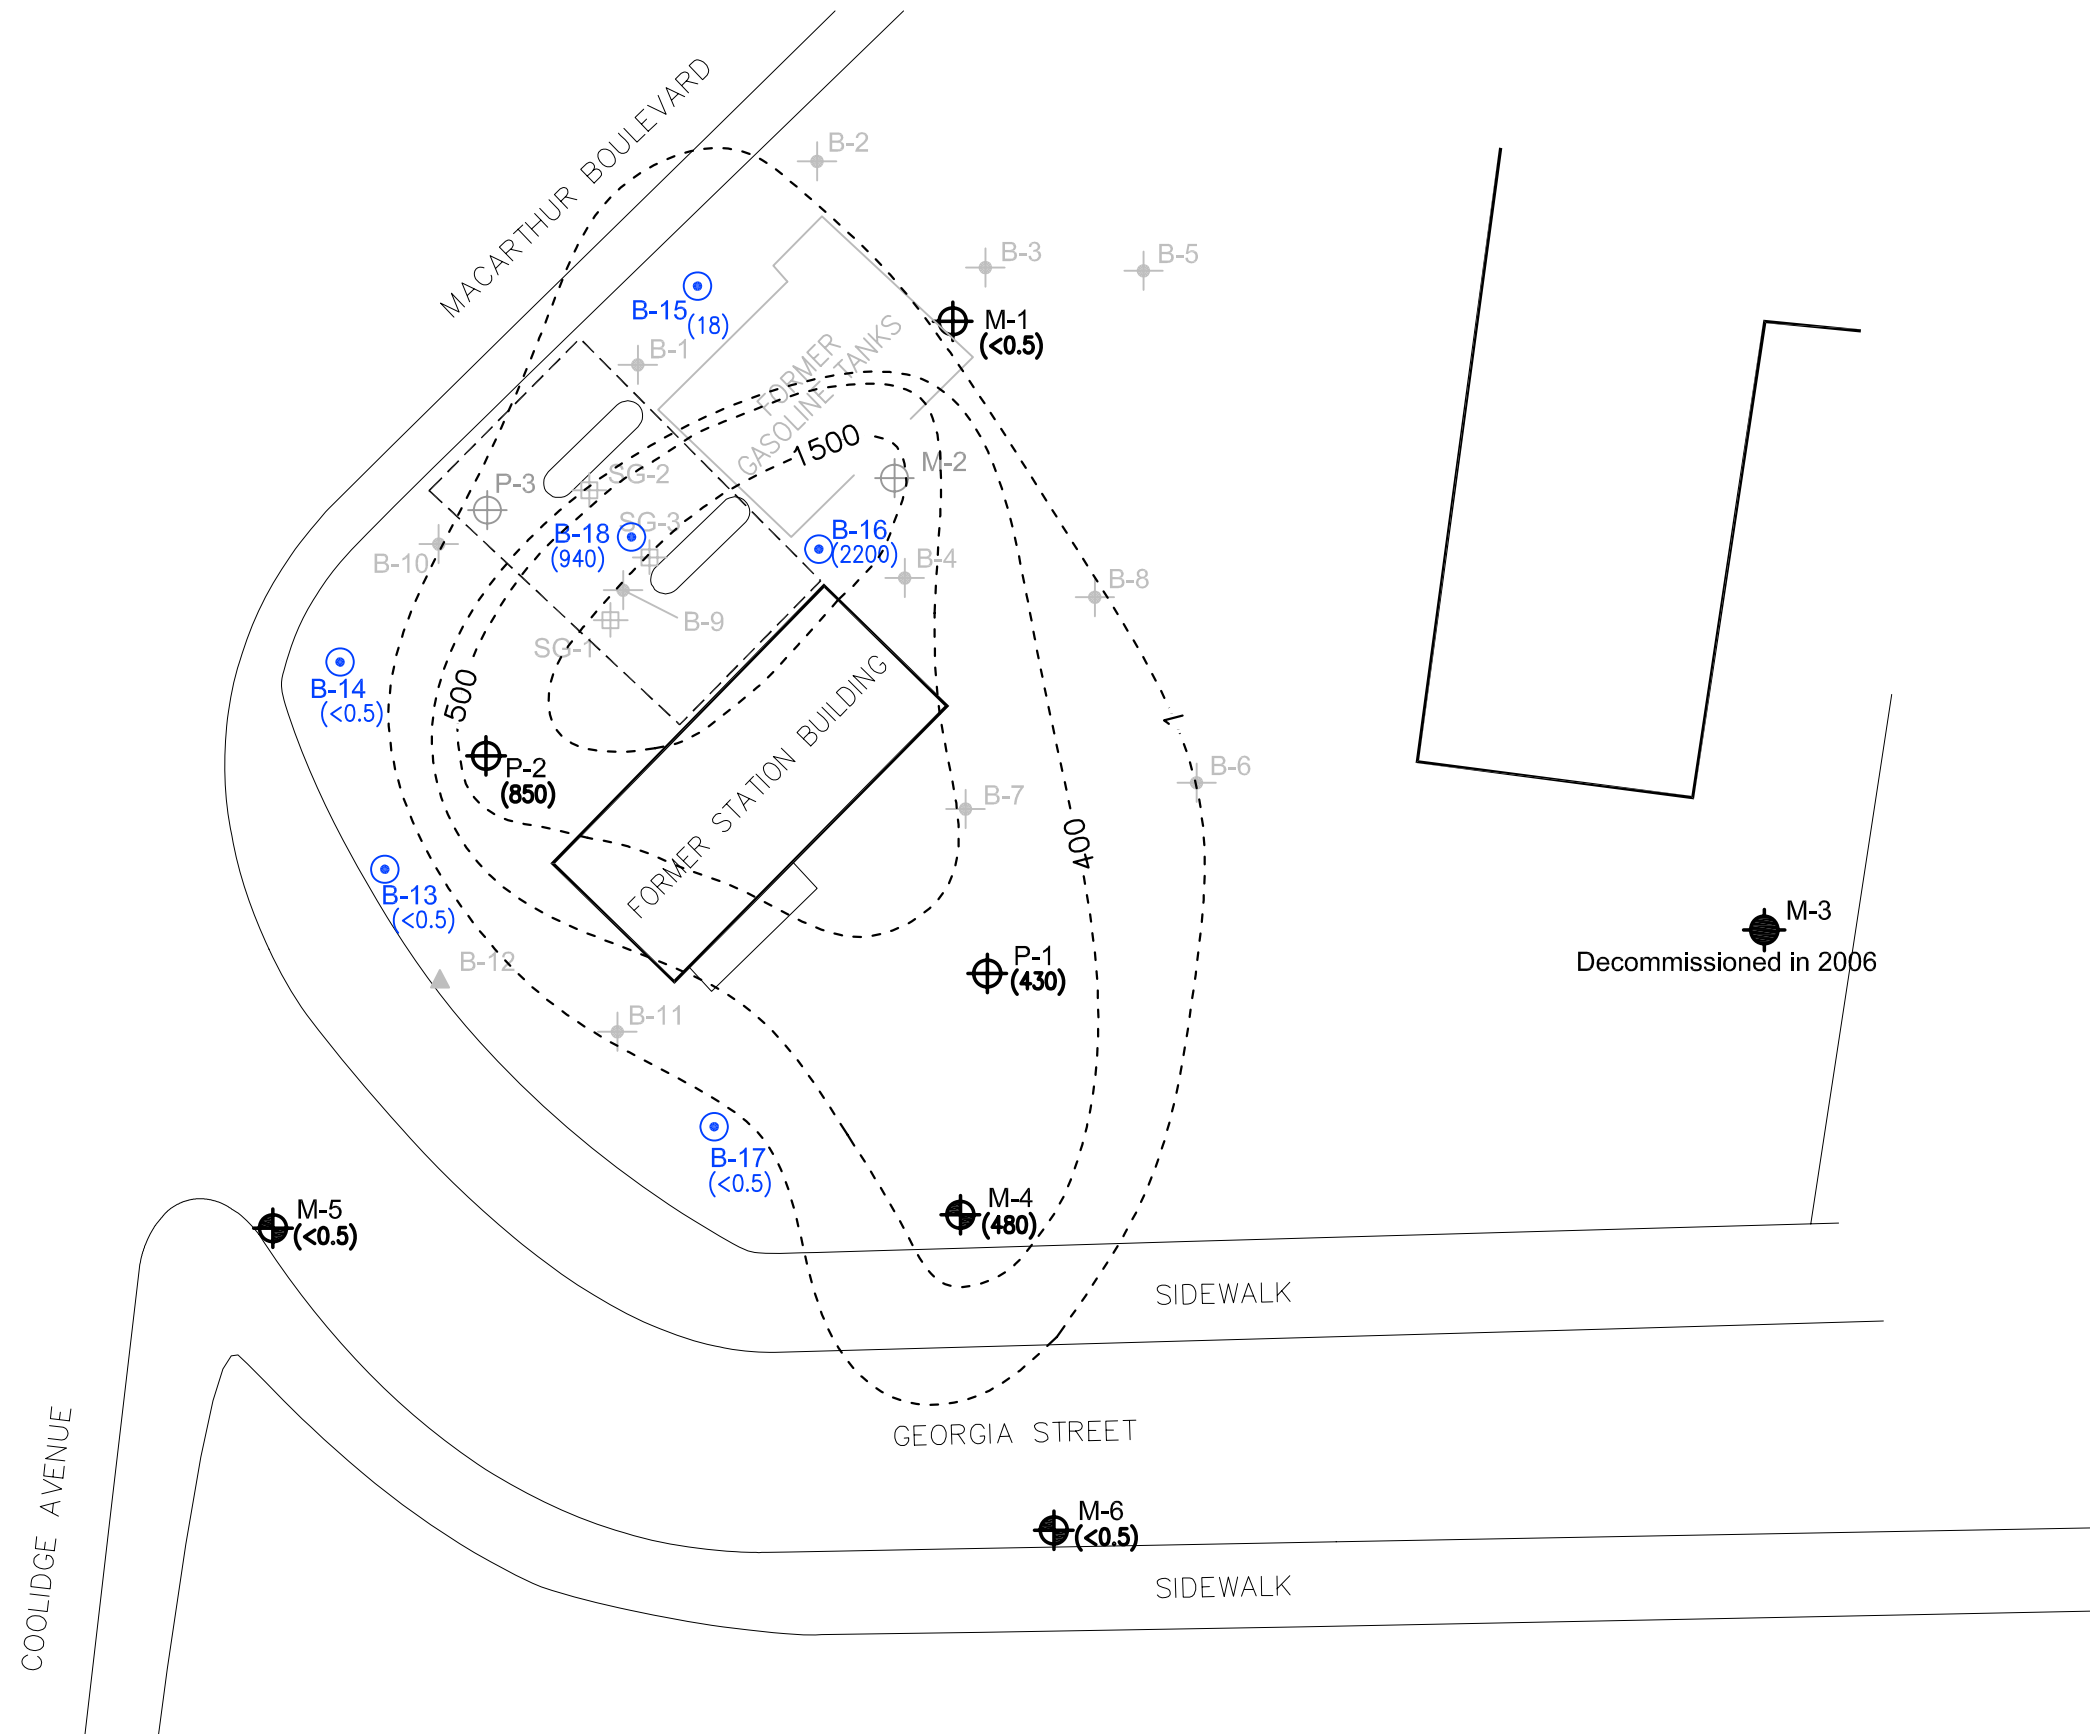 MACARTHUR BOULEVARD
B-2
B-3
B-5
B-15
(18)
M-1
(<0.5)
B-1
FORMER
GASOLINE TANKS
1500
M-2
SG-2
P-3
SG-3
B-18
(940)
B-16
(2200)
B-10
B-4
B-8
B-9
SG-1
B-14
(<0.5)
500
FORMER STATION BUILDING
1
P-2
(850)
B-6
B-7
400
B-13
(<0.5)
M-3
Decommissioned in 2006
B-12
P-1
(430)
B-11
B-17
(<0.5)
M-4
(480)
M-5
(<0.5)
SIDEWALK
GEORGIA STREET
COOLIDGE AVENUE
M-6
(<0.5)
SIDEWALK